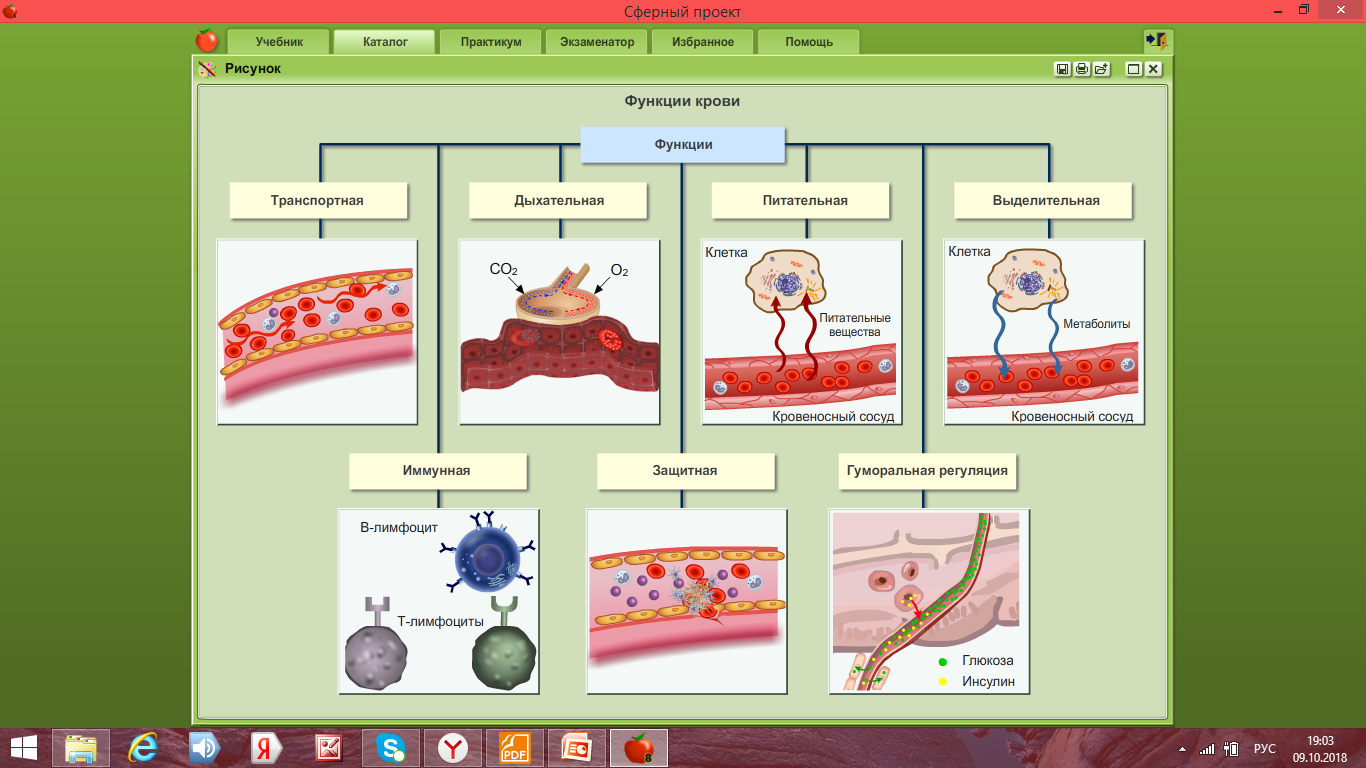 Сферный проект
Учебник
Каталог
Практикум
Экзаменатор
Избранное
Помощь
Рисунок
Функции крови
Функции
Транспортная
Дыхательная
Питательная
Выделительная
CO₂
O₂
Клетка
Питательные
вещества
Кровеносный сосуд
Клетка
Метаболиты
Кровеносный сосуд
Иммунная
Защитная
Гуморальная регуляция
В-лимфоцит
Т-лимфоциты
Глюкоза
Инсулин
Я
S
Y
PDF
8
РУС
19:03
09.10.2018